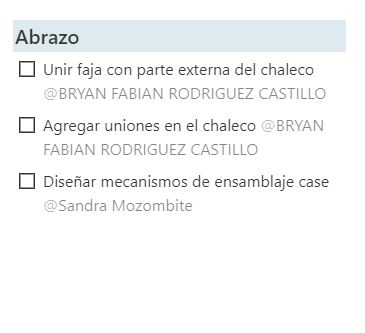 Abrazo
Unir faja con parte externa del chaleco
@BRYAN FABIAN RODRIGUEZ CASTILLO
Agregar uniones en el chaleco @BRYAN
FABIAN RODRIGUEZ CASTILLO
Diseñar mecanismos de ensamblaje case
@Sandra Mozombite